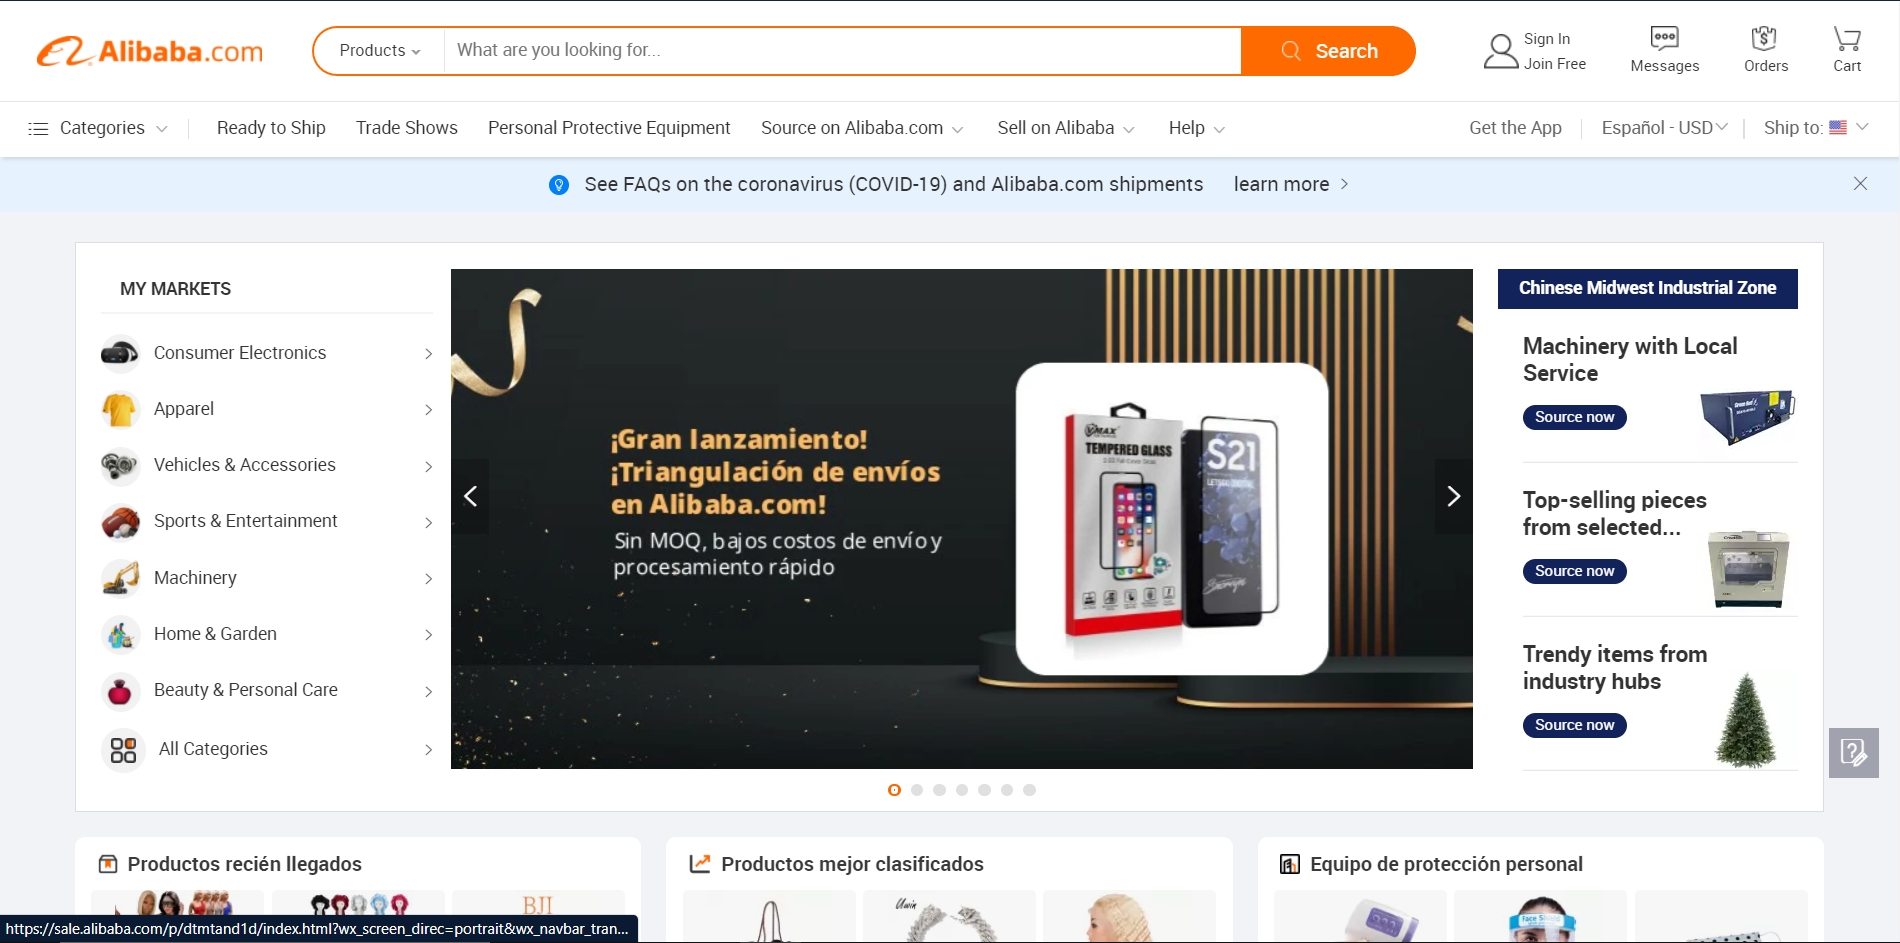 Alibaba.com
Products
What are you looking for...
Search
Sign In
Join Free
Messages
Orders
Cart
Categories
Ready to Ship
Trade Shows
Personal Protective Equipment
Source on Alibaba.com
Sell on Alibaba
Help
Get the App
Español - USD
Ship to:
See FAQs on the coronavirus (COVID-19) and Alibaba.com shipments
learn more
MY MARKETS
Consumer Electronics
Apparel
Vehicles & Accessories
Sports & Entertainment
Machinery
Home & Garden
Beauty & Personal Care
All Categories
¡Gran lanzamiento!
¡Triangulación de envíos
en Alibaba.com!
Sin MOQ, bajos costos de envío y
procesamiento rápido
VMAX
TEMPERED GLASS
S21
Chinese Midwest Industrial Zone
Machinery with Local
Service
Source now
Top-selling pieces
from selected...
Source now
Trendy items from
industry hubs
Source now
Productos recién llegados
BJI
Productos mejor clasificados
Uwin
Equipo de protección personal
Face Shield
https://sale.alibaba.com/p/dtmtand1d/index.html?wx_screen_direc=portrait&wx_navbar_tran...